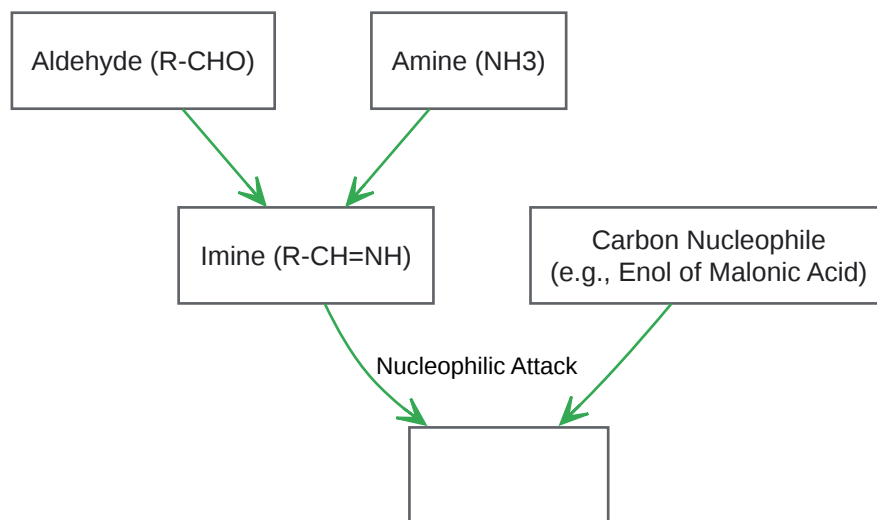 Aldehyde (R-CHO)
Amine (NH3)
Imine (R-CH=NH)
Carbon Nucleophile
(e.g., Enol of Malonic Acid)
Nucleophilic Attack